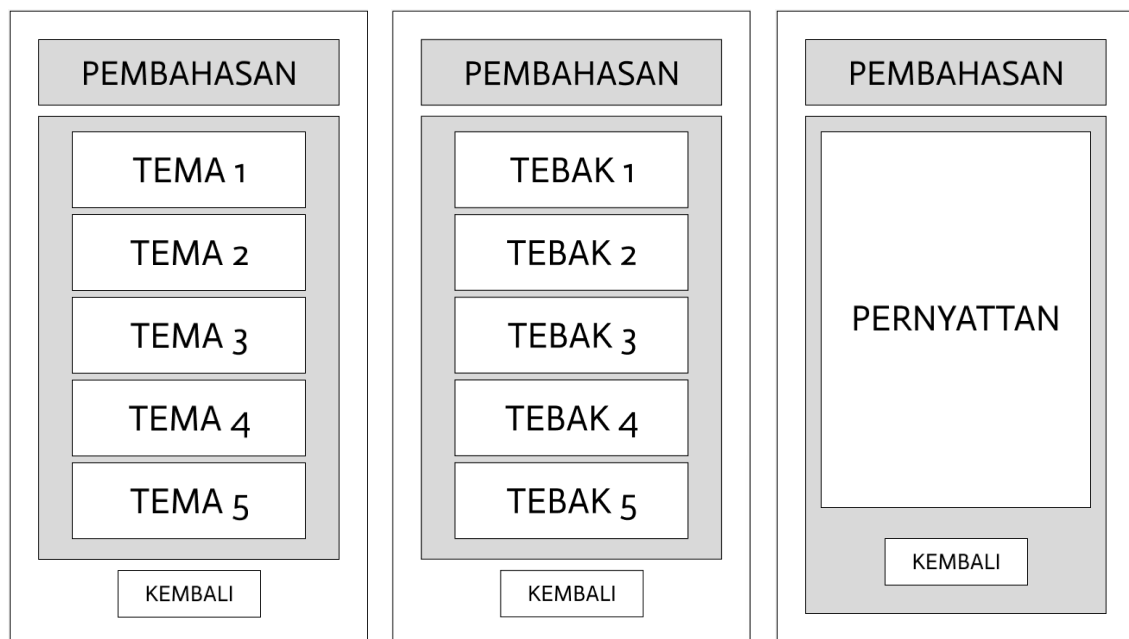 PEMBAHASAN
TEMA 1
TEMA 2
TEMA 3
TEMA 4
TEMA 5
KEMBALI
PEMBAHASAN
TEBAK 1
TEBAK 2
TEBAK 3
TEBAK 4
TEBAK 5
KEMBALI
PEMBAHASAN
PERNYATTAN
KEMBALI